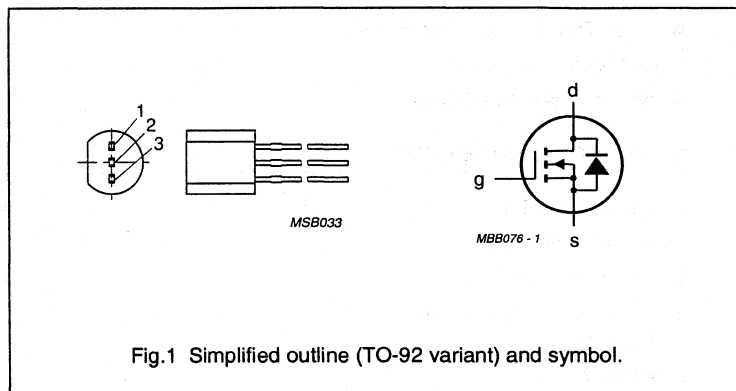 1
2
3
MSB033
d
g
MBB076 - 1
s
Fig.1 Simplified outline (TO-92 variant) and symbol.